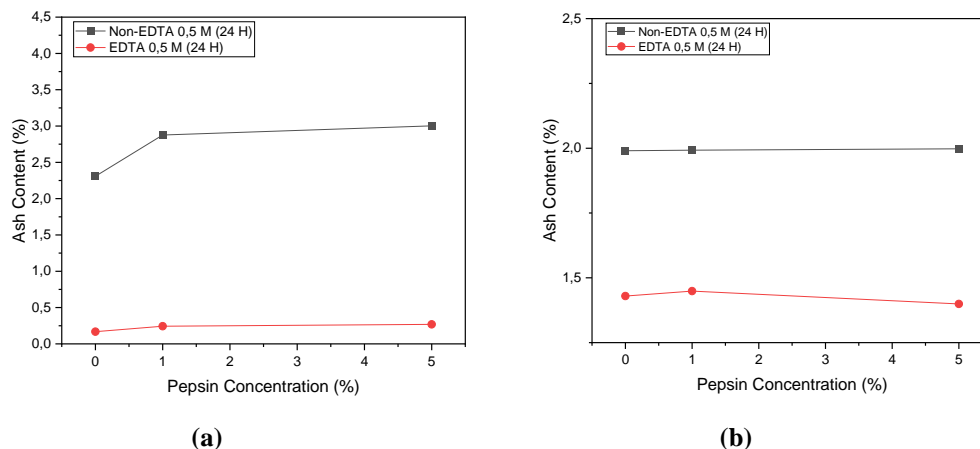 4,5
4,0
3,5
3,0
2,5
2,0
1,5
1,0
0,5
0,0
Ash Content (%)
Non-EDTA 0,5 M (24 H)
EDTA 0,5 M (24 H)
0 1 2 3 4 5
Pepsin Concentration (%)
(a)
2,5
2,0
1,5
Ash Content (%)
Non-EDTA 0,5 M (24 H)
EDTA 0,5 M (24 H)
0 1 2 3 4 5
Pepsin Concentration (%)
(b)